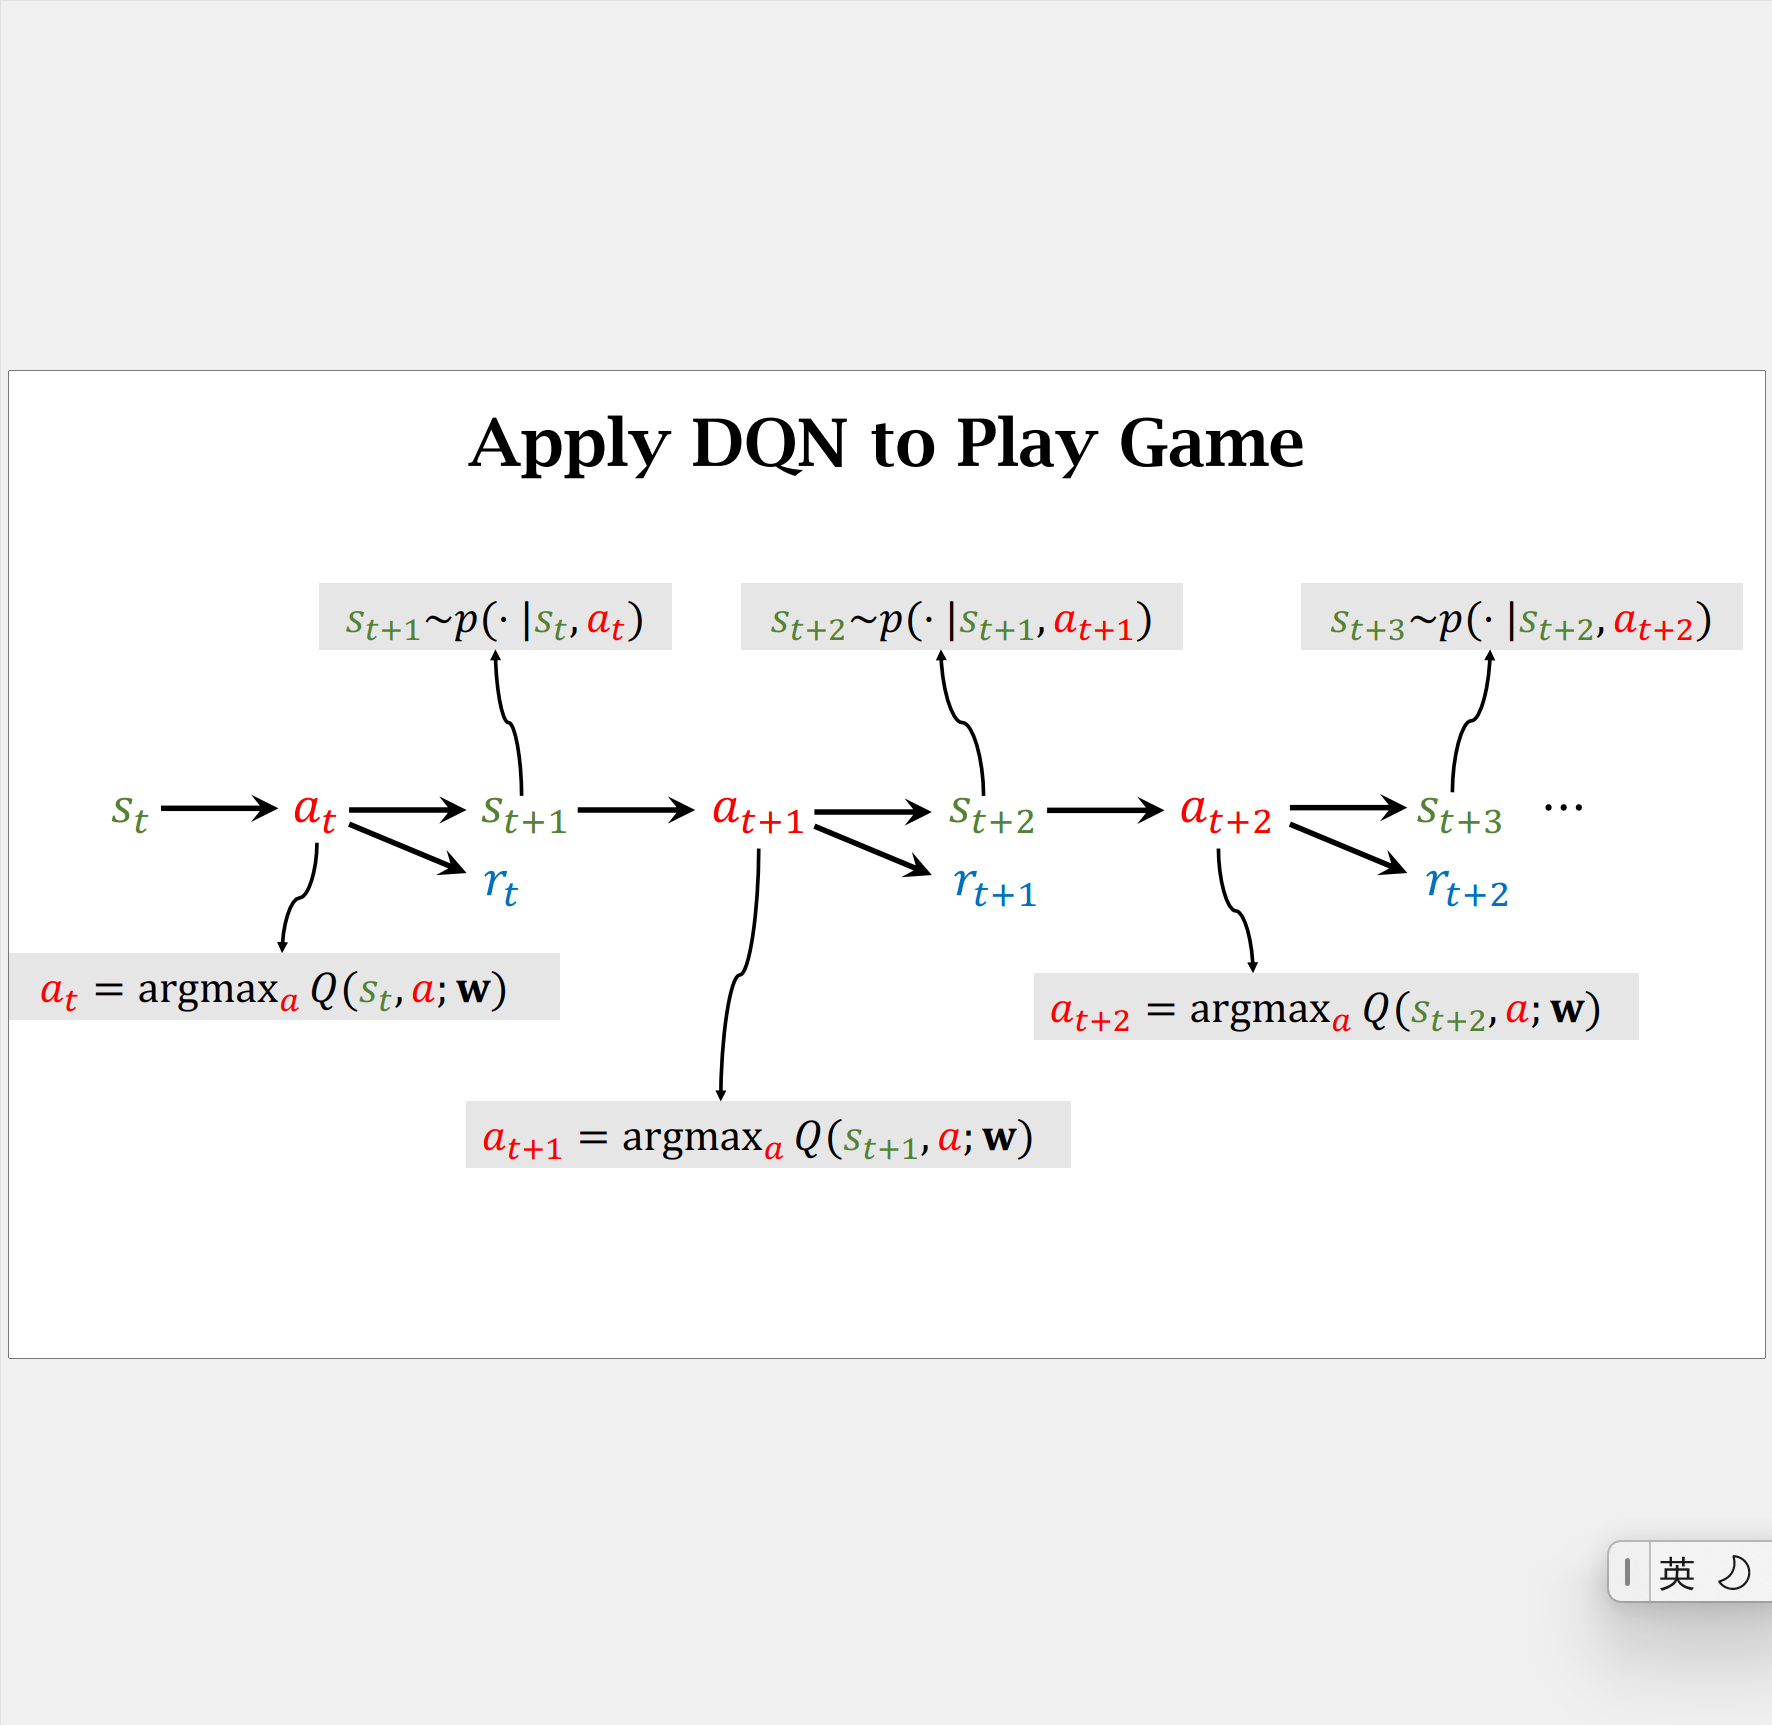 Apply DQN to Play Game
s_{t+1}~p(· |s_t, a_t)
s_{t+2}~p(· |s_{t+1}, a_{t+1})
s_{t+3}~p(· |s_{t+2}, a_{t+2})
s_t a_t s_{t+1} a_{t+1} s_{t+2} a_{t+2} s_{t+3} ···
r_t r_{t+1} r_{t+2}
a_t = argmax_a Q(s_t, a; w)
a_{t+2} = argmax_a Q(s_{t+2}, a; w)
a_{t+1} = argmax_a Q(s_{t+1}, a; w)
英